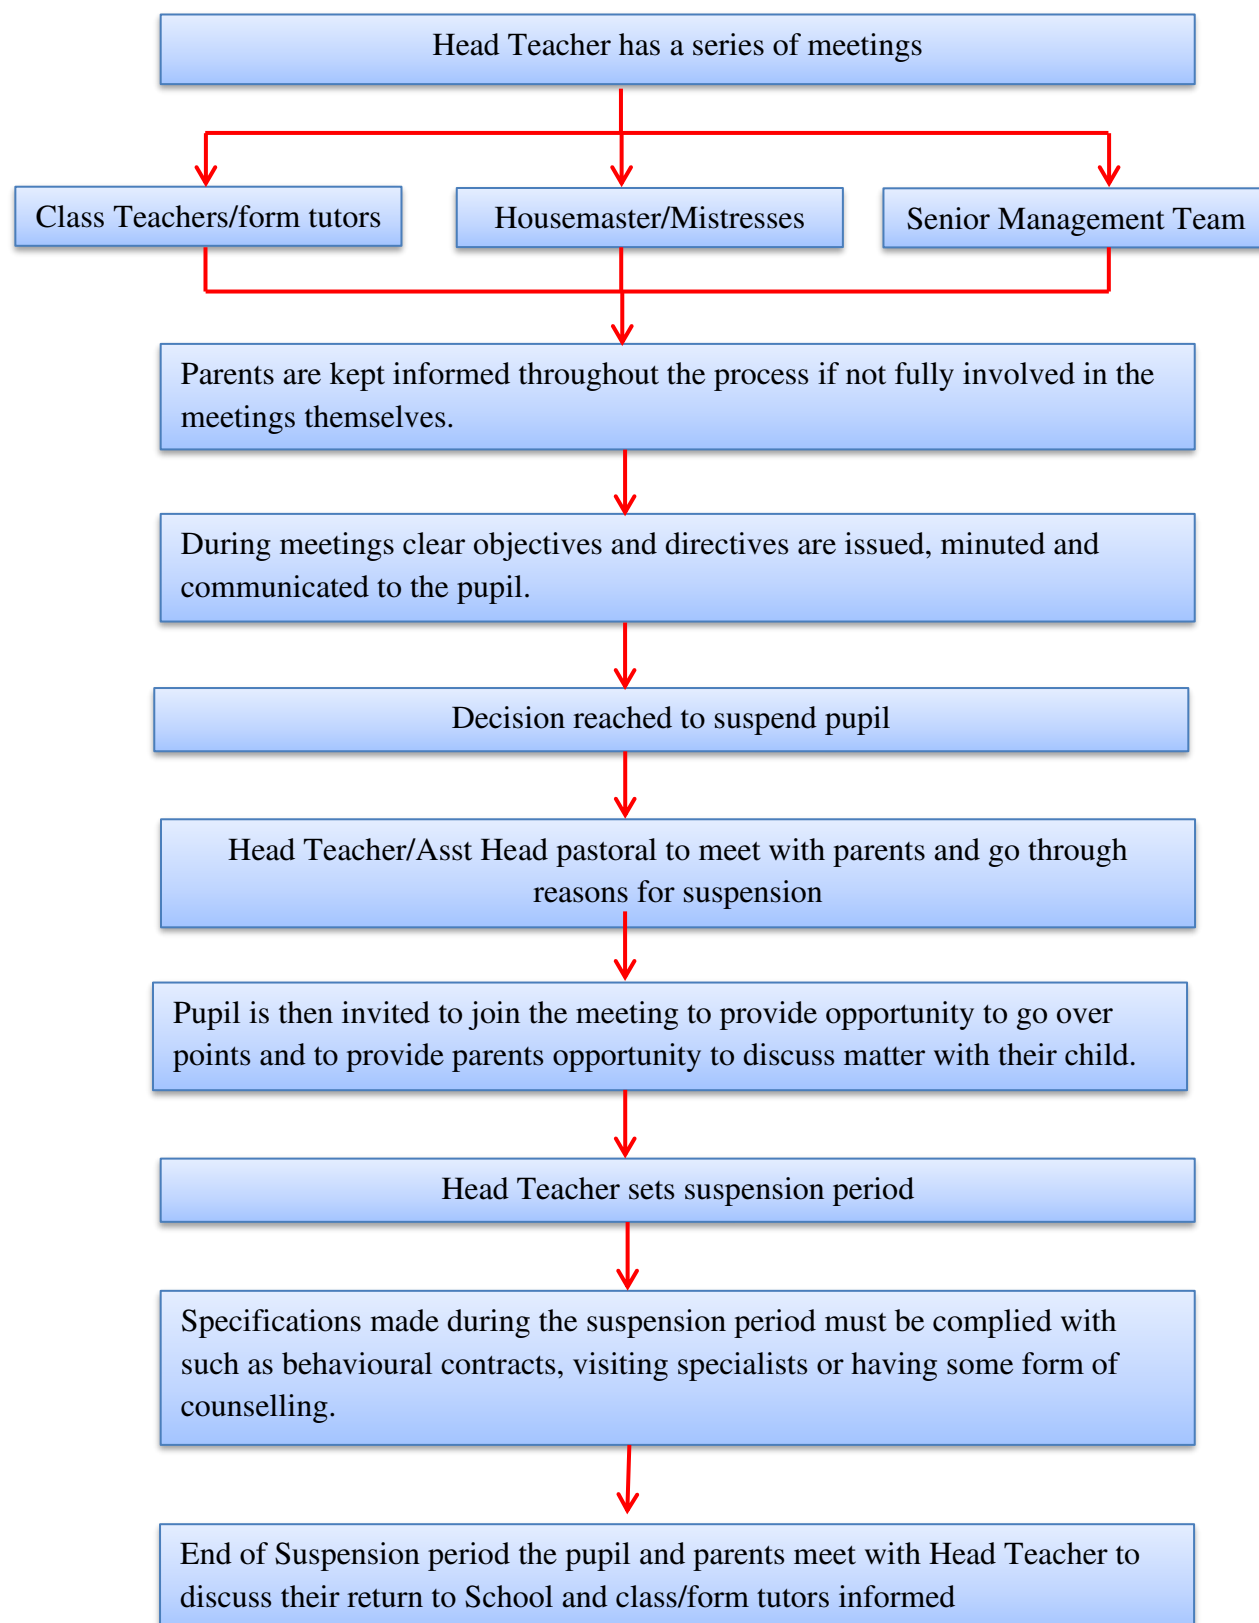 Head Teacher has a series of meetings
Class Teachers/form tutors
Housemaster/Mistresses
Senior Management Team
Parents are kept informed throughout the process if not fully involved in the
meetings themselves.
During meetings clear objectives and directives are issued, minuted and
communicated to the pupil.
Decision reached to suspend pupil
Head Teacher/Asst Head pastoral to meet with parents and go through
reasons for suspension
Pupil is then invited to join the meeting to provide opportunity to go over
points and to provide parents opportunity to discuss matter with their child.
Head Teacher sets suspension period
Specifications made during the suspension period must be complied with
such as behavioural contracts, visiting specialists or having some form of
counselling.
End of Suspension period the pupil and parents meet with Head Teacher to
discuss their return to School and class/form tutors informed